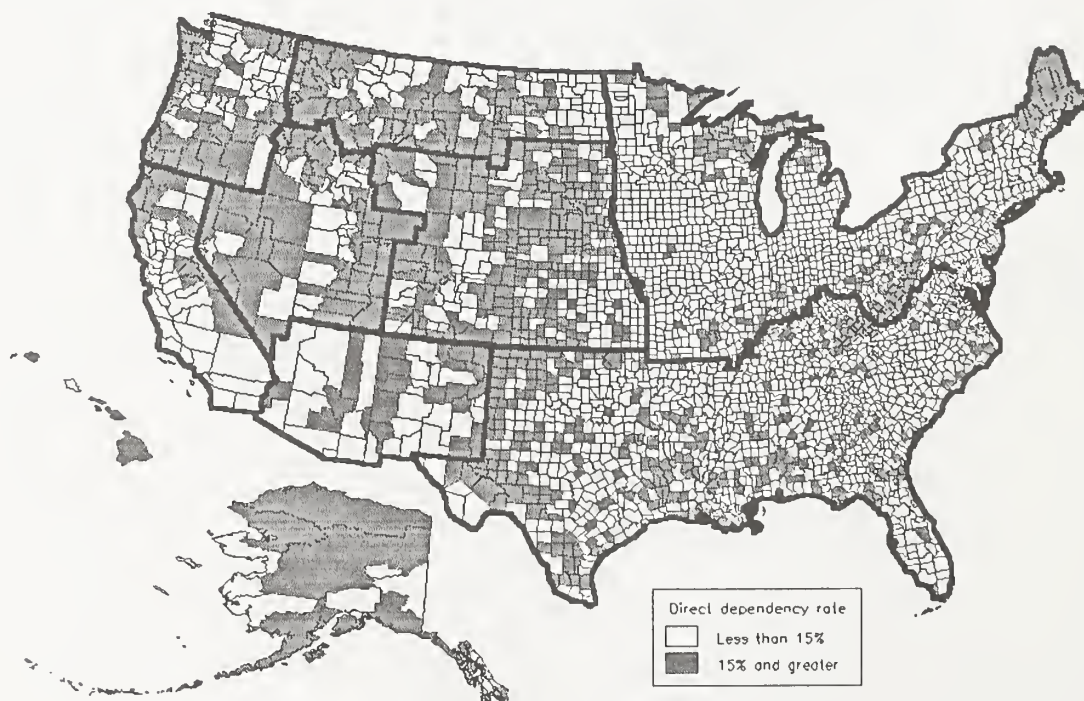 Direct dependency rate
Less than 15%
15% and greater